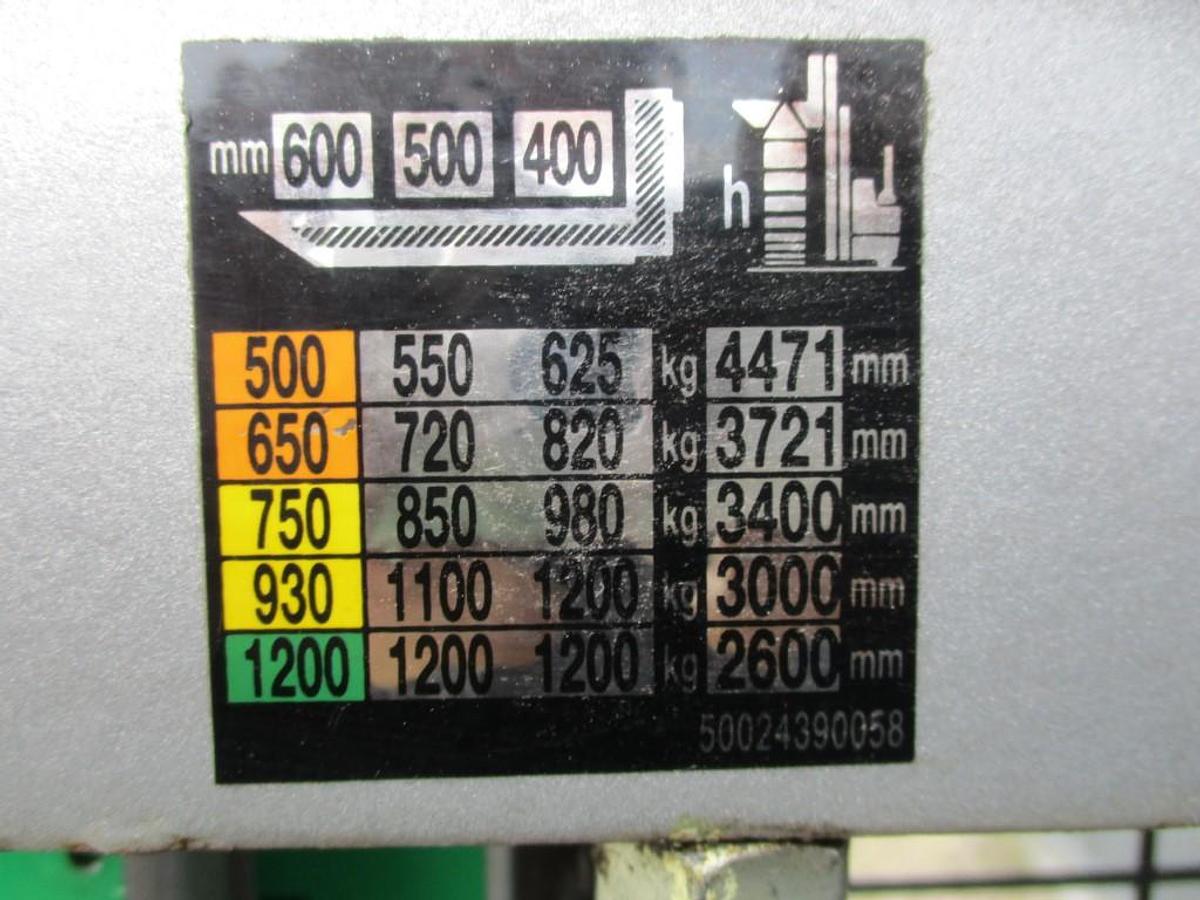 mm 600 500 400
h
500 550 625 kg 4471 mm
650 720 820 kg 3721 mm
750 850 980 kg 3400 mm
930 1100 1200 kg 3000 mm
1200 1200 1200 kg 2600 mm
50024390058